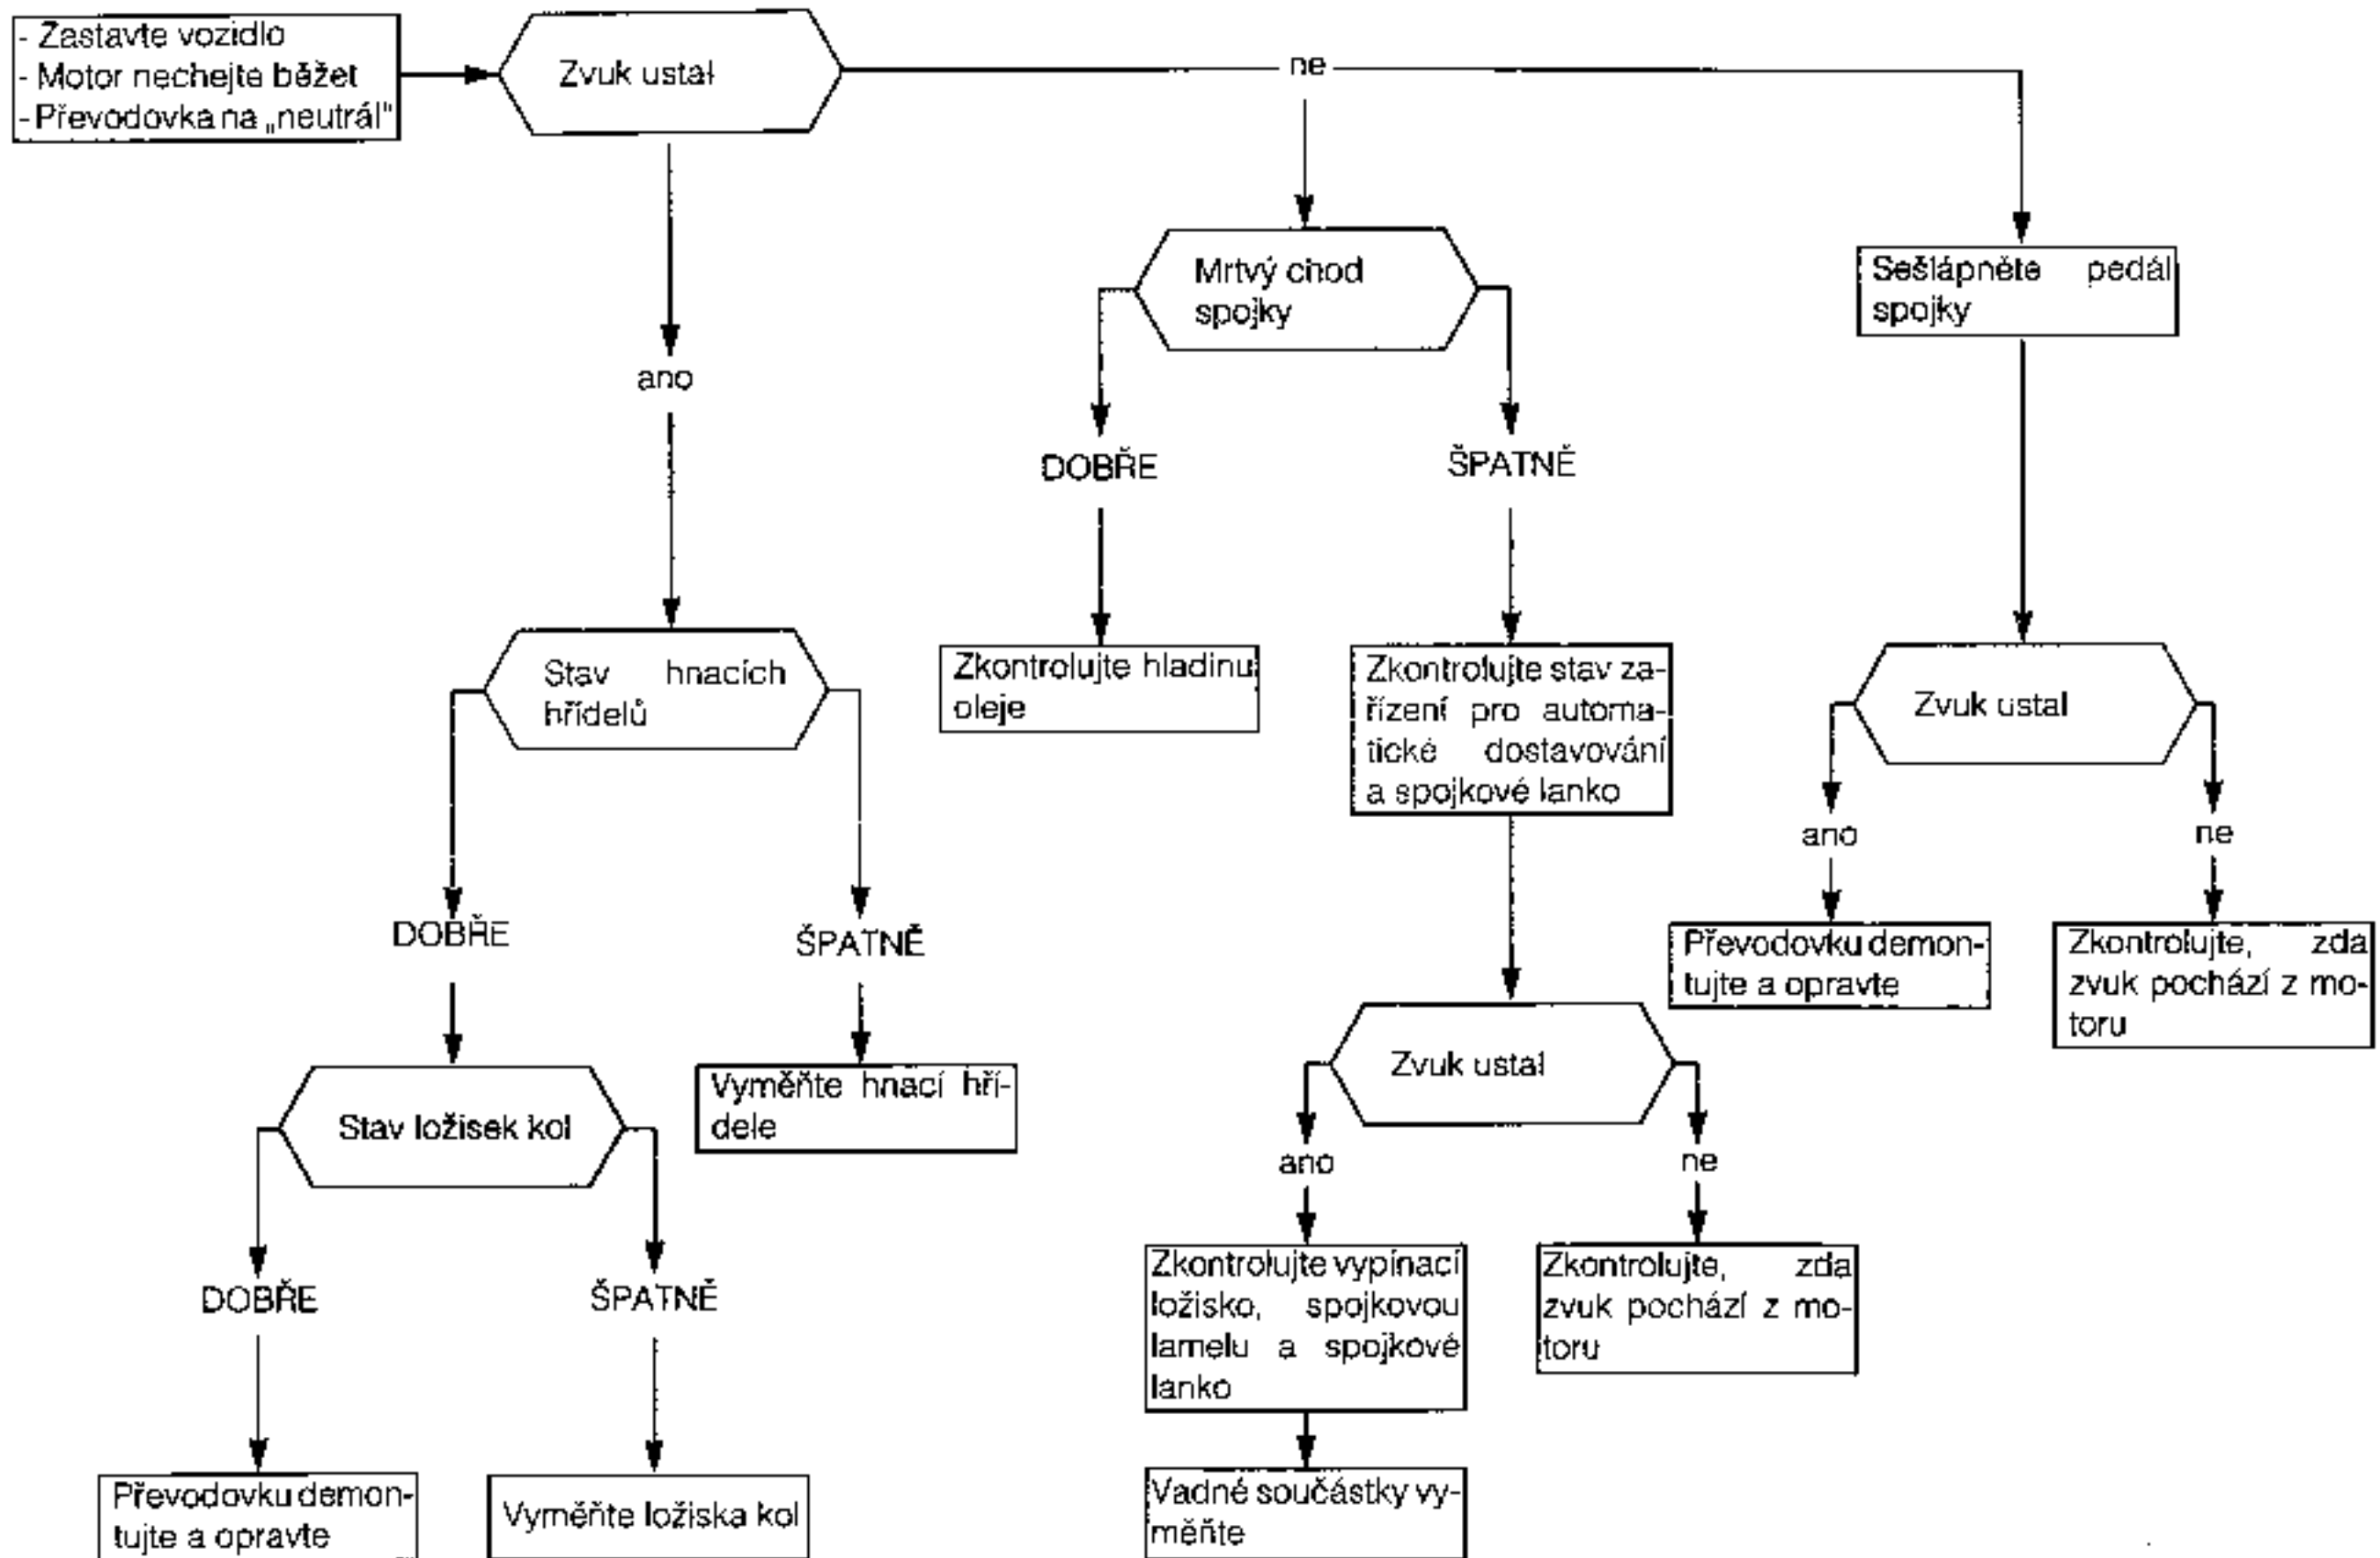 - Zastavte vozidlo
- Motor nechejte běžet
- Převodovka na „neutrál"
Zvuk ustal
ne
ano
Mrtvý chod
spojky
Sešlápněte pedál
spojky
DOBŘE
ŠPATNĚ
Stav hnacích
hřídelů
Zkontrolujte hladinu
oleje
Zkontrolujte stav za-
řízení pro automa-
tické dostavování
a spojkové lanko
Zvuk ustal
ano
ne
DOBŘE
ŠPATNĚ
Převodovku demon-
tujte a opravte
Zkontrolujte, zda
zvuk pochází z mo-
toru
Stav ložisek kol
Vyměňte hnací hří-
dele
Zvuk ustal
ano
ne
DOBŘE
ŠPATNĚ
Zkontrolujte vypínací
ložisko, spojkovou
lamelu a spojkové
lanko
Zkontrolujte, zda
zvuk pochází z mo-
toru
Převodovku demon-
tujte a opravte
Vyměňte ložiska kol
Vadné součástky vy-
měňte